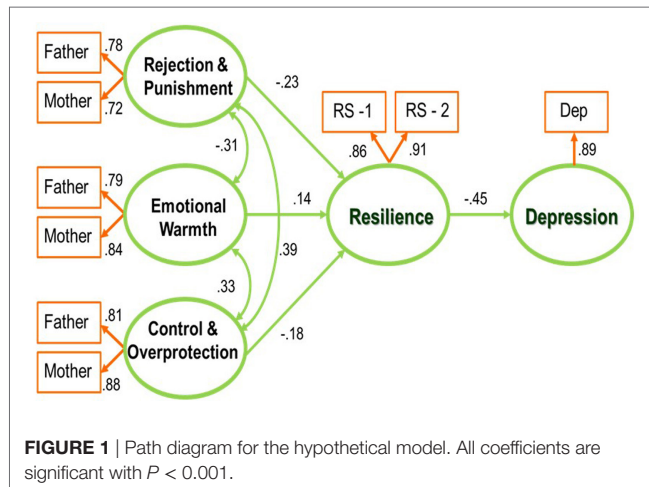 Father
.78
Rejection &
Punishment
Mother
.72
-.23
RS -1
RS - 2
Dep
.86
.91
.89
-.31
Father
.79
Emotional
Warmth
Mother
.84
.14
Resilience
-.45
Depression
.39
.33
Father
.81
Control &
Overprotection
Mother
.88
-.18
FIGURE 1 | Path diagram for the hypothetical model. All coefficients are
significant with P < 0.001.